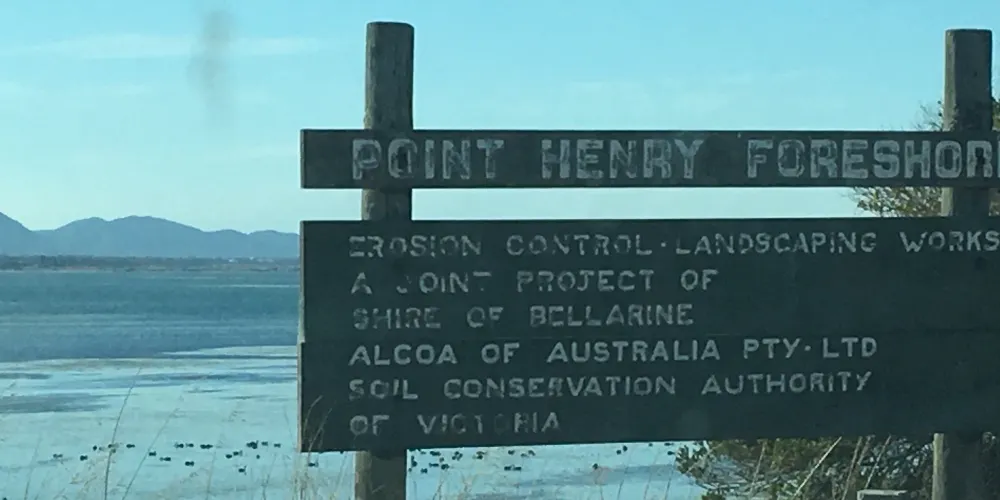 POINT HENRY FORESHOR
EROSION CONTROL·LANDSCAPING WORKS
A JOINT PROJECT OF
SHIRE OF BELLARINE
ALCOA OF AUSTRALIA PTY·LTD
SOIL CONSERVATION AUTHORITY
OF VICTORIA